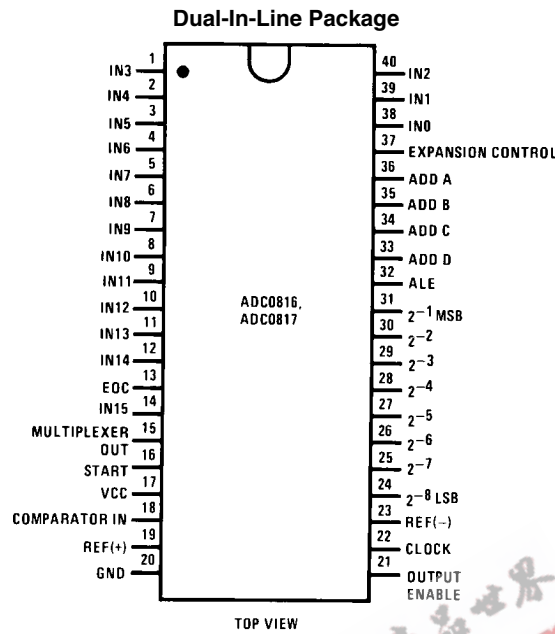 Dual-In-Line Package
1
IN3
2
IN4
3
IN5
4
IN6
5
IN7
6
IN8
7
IN9
8
IN10
9
IN11
10
IN12
11
IN13
12
IN14
13
EOC
14
IN15
15
MULTIPLEXER
OUT
16
START
17
VCC
18
COMPARATOR IN
19
REF(+)
20
GND
ADC0816,
ADC0817
40
IN2
39
IN1
38
IN0
37
EXPANSION CONTROL
36
ADD A
35
ADD B
34
ADD C
33
ADD D
32
ALE
31
2⁻¹ MSB
30
2⁻²
29
2⁻³
28
2⁻⁴
27
2⁻⁵
26
2⁻⁶
25
2⁻⁷
24
2⁻⁸ LSB
23
REF(−)
22
CLOCK
21
OUTPUT
ENABLE
TOP VIEW